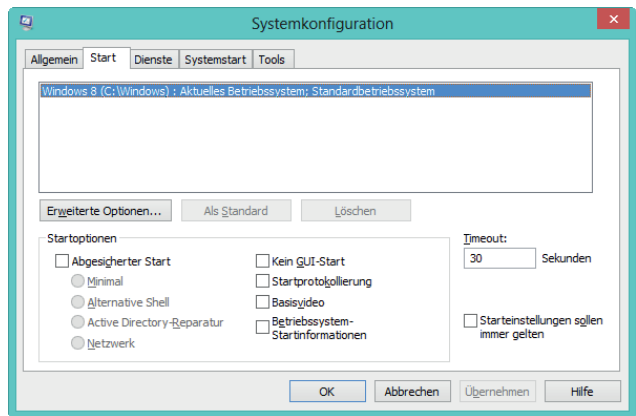 Systemkonfiguration
Allgemein Start Dienste Systemstart Tools
Windows 8 (C:\Windows) : Aktuelles Betriebssystem; Standardbetriebssystem
Erweiterte Optionen... Als Standard Löschen
Startoptionen
Abgesicherter Start
Minimal
Alternative Shell
Active Directory-Reparatur
Netzwerk
Kein GUI-Start
Startprotokollierung
Basisvideo
Betriebssystem-
Startinformationen
Timeout:
30 Sekunden
Starteinstellungen sollen
immer gelten
OK Abbrechen Übernehmen Hilfe